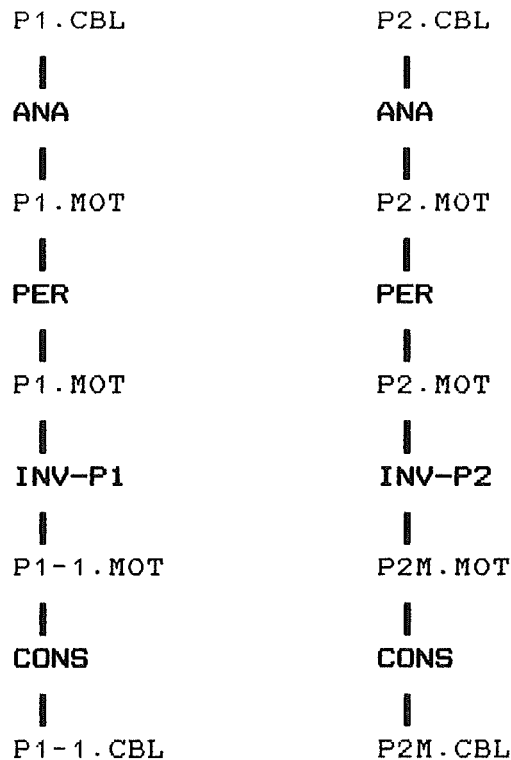 P1.CBL P2.CBL
ANA ANA
P1.MOT P2.MOT
PER PER
P1.MOT P2.MOT
INV-P1 INV-P2
P1-1.MOT P2M.MOT
CONS CONS
P1-1.CBL P2M.CBL